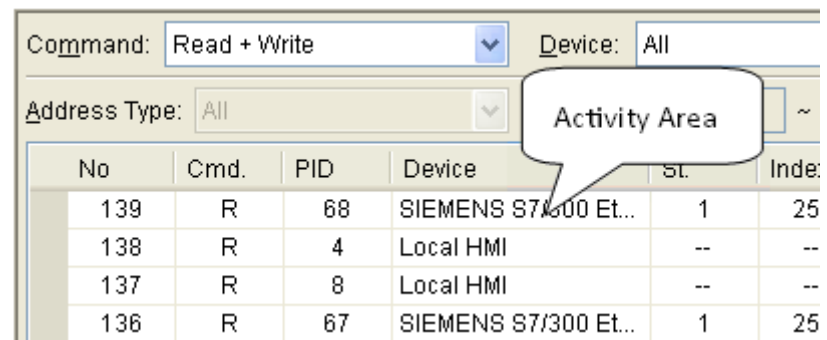 Command: Read + Write Device: All
Address Type: All ~
Activity Area
No Cmd. PID Device St. Index
139 R 68 SIEMENS S7/300 Et... 1 25
138 R 4 Local HMI -- --
137 R 8 Local HMI -- --
136 R 67 SIEMENS S7/300 Et... 1 25